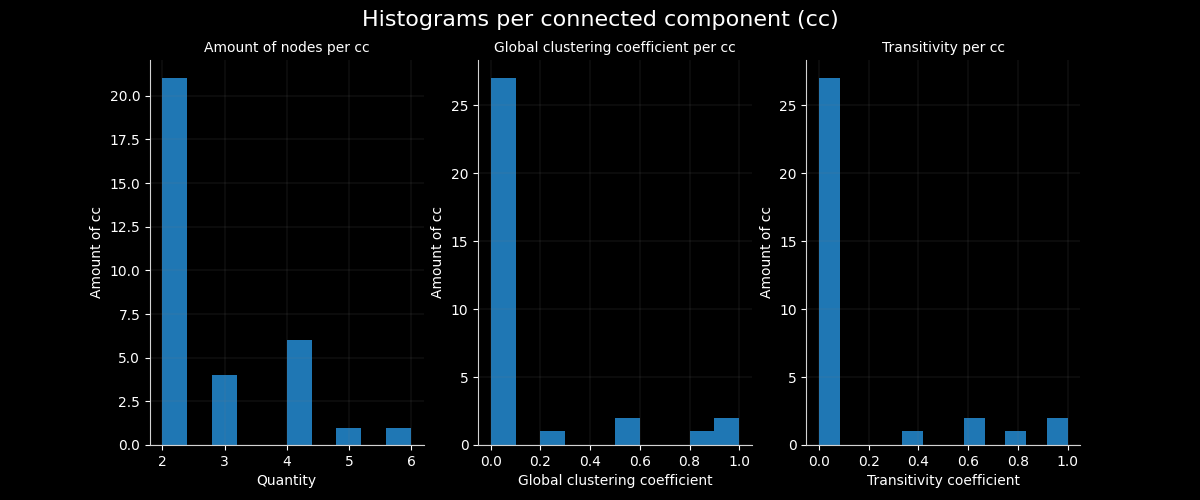 Histograms per connected component (cc)
Amount of nodes per cc
Global clustering coefficient per cc
Transitivity per cc
Amount of cc
20.0
17.5
15.0
12.5
10.0
7.5
5.0
2.5
0.0
2 3 4 5 6
Quantity
Amount of cc
25
20
15
10
5
0
0.0 0.2 0.4 0.6 0.8 1.0
Global clustering coefficient
Amount of cc
25
20
15
10
5
0
0.0 0.2 0.4 0.6 0.8 1.0
Transitivity coefficient